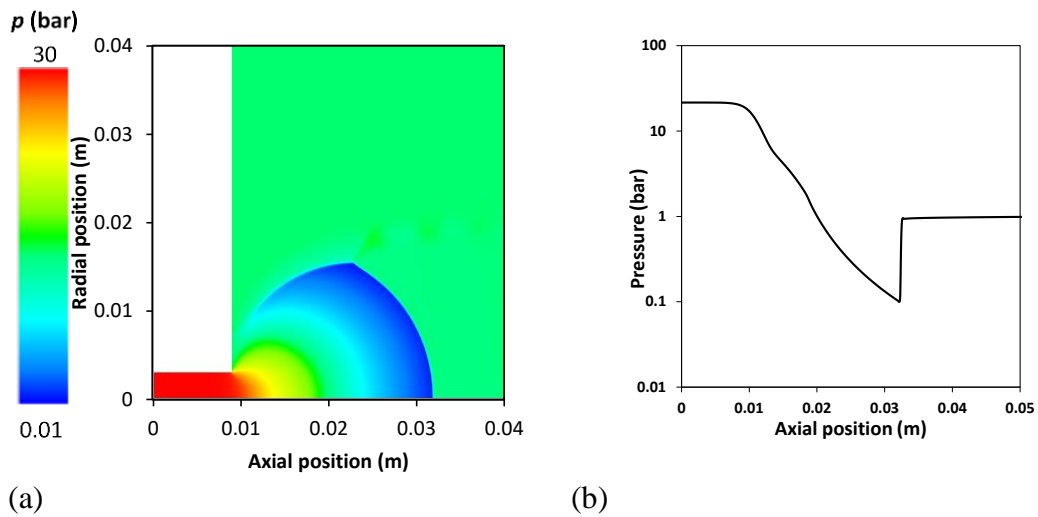 p (bar)
30
0.01
Radial position (m)
0.04
0.03
0.02
0.01
0
0 0.01 0.02 0.03 0.04
Axial position (m)
(a)
Pressure (bar)
100
10
1
0.1
0.01
0 0.01 0.02 0.03 0.04 0.05
Axial position (m)
(b)